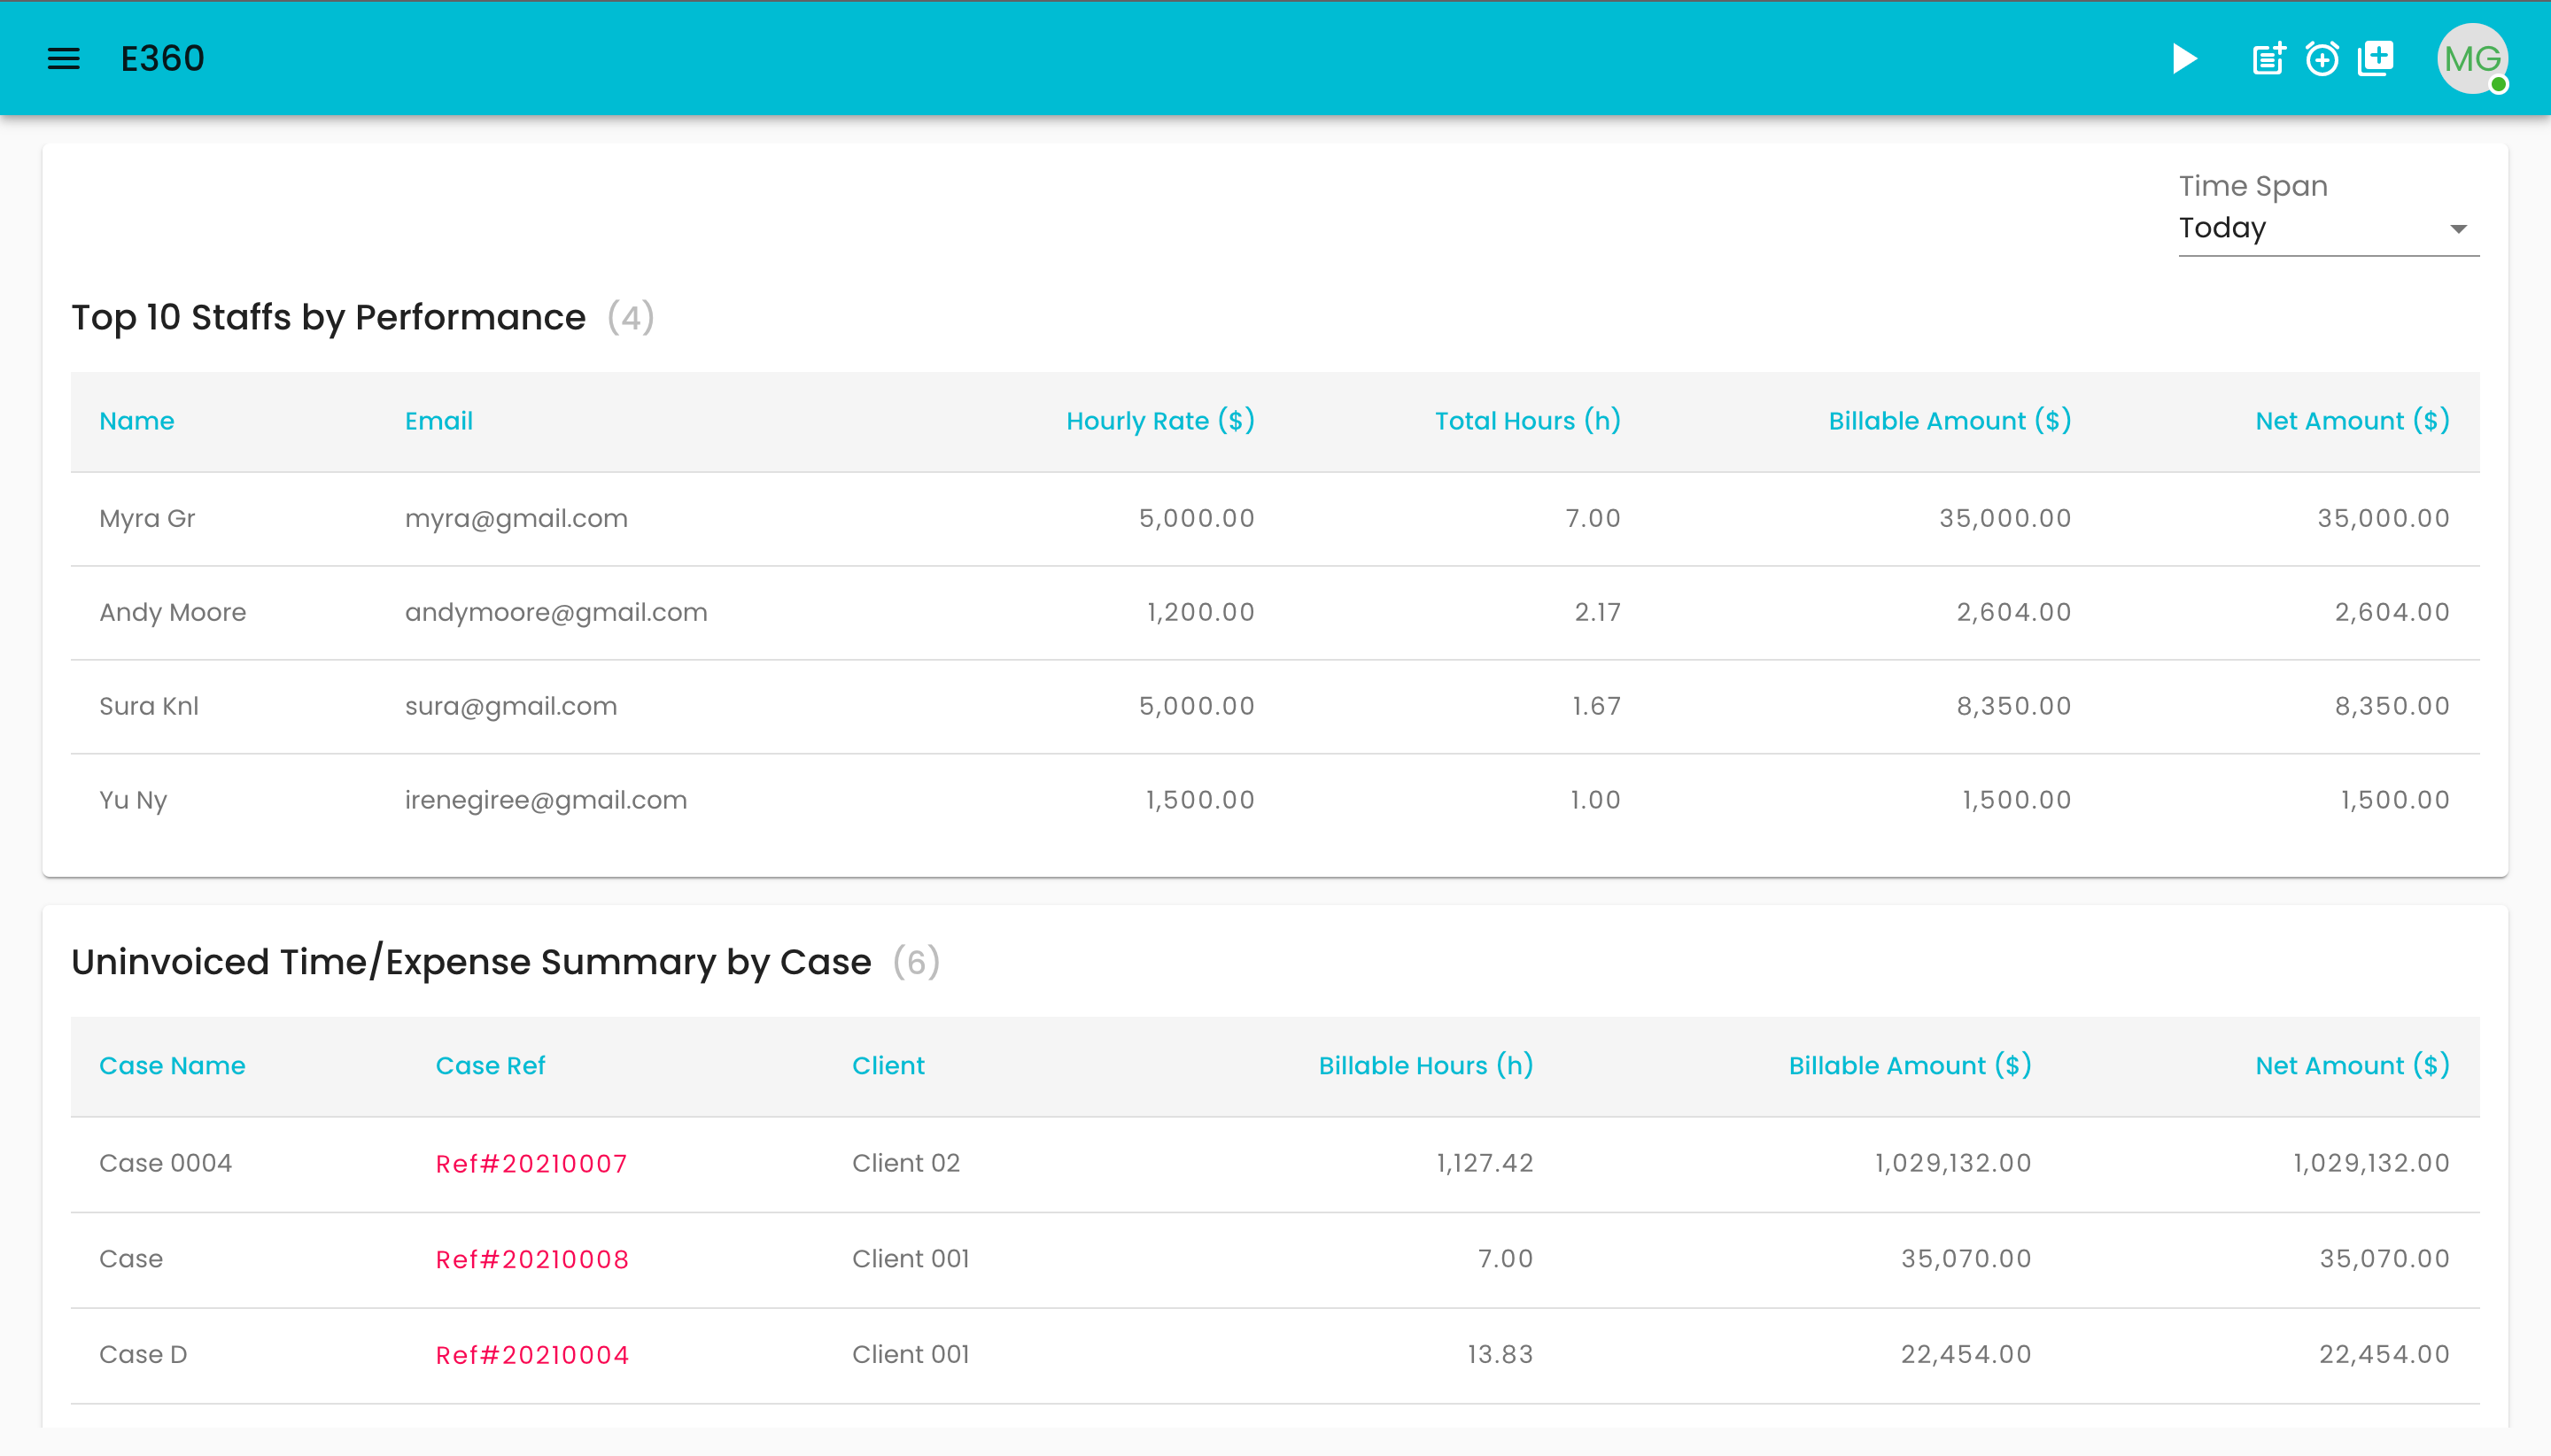 E360
MG
Time Span
Today
Top 10 Staffs by Performance (4)
Name Email Hourly Rate ($) Total Hours (h) Billable Amount ($) Net Amount ($)
Myra Gr myra@gmail.com 5,000.00 7.00 35,000.00 35,000.00
Andy Moore andymoore@gmail.com 1,200.00 2.17 2,604.00 2,604.00
Sura Knl sura@gmail.com 5,000.00 1.67 8,350.00 8,350.00
Yu Ny irenegiree@gmail.com 1,500.00 1.00 1,500.00 1,500.00
Uninvoiced Time/Expense Summary by Case (6)
Case Name Case Ref Client Billable Hours (h) Billable Amount ($) Net Amount ($)
Case 0004 Ref#20210007 Client 02 1,127.42 1,029,132.00 1,029,132.00
Case Ref#20210008 Client 001 7.00 35,070.00 35,070.00
Case D Ref#20210004 Client 001 13.83 22,454.00 22,454.00